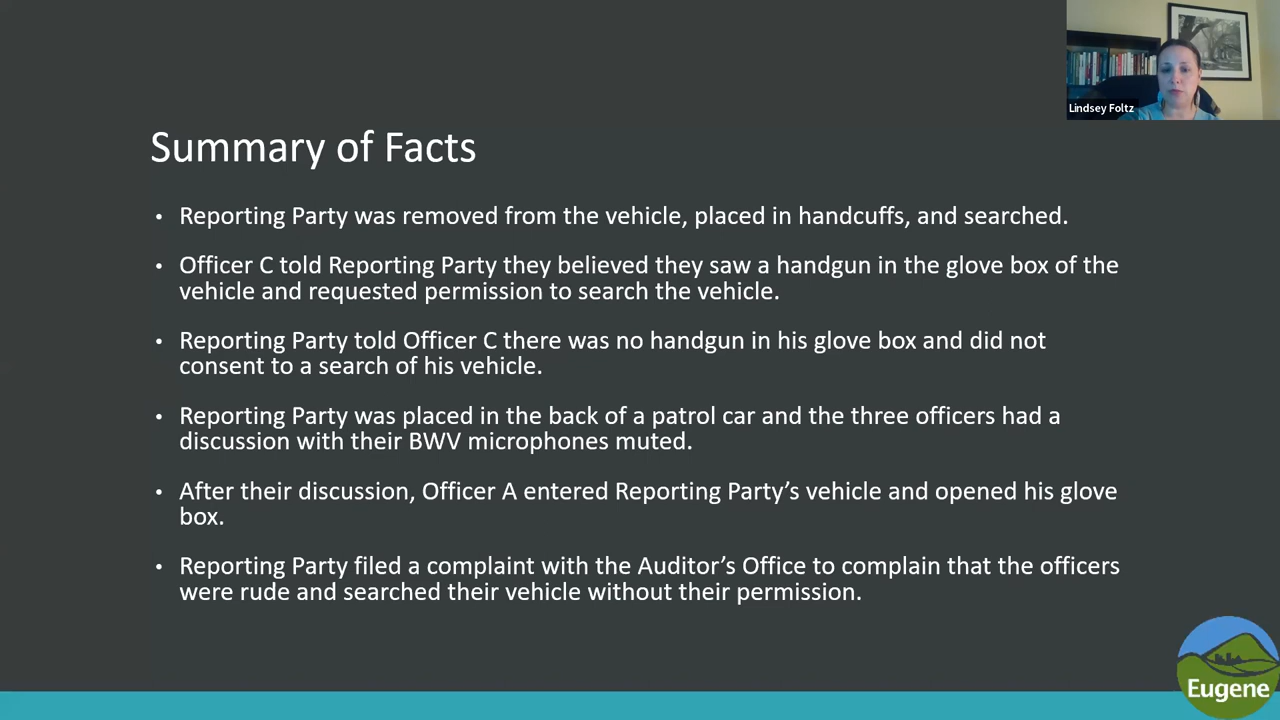 Lindsey Foltz
Summary of Facts
• Reporting Party was removed from the vehicle, placed in handcuffs, and searched.
• Officer C told Reporting Party they believed they saw a handgun in the glove box of the
vehicle and requested permission to search the vehicle.
• Reporting Party told Officer C there was no handgun in his glove box and did not
consent to a search of his vehicle.
• Reporting Party was placed in the back of a patrol car and the three officers had a
discussion with their BWV microphones muted.
• After their discussion, Officer A entered Reporting Party’s vehicle and opened his glove
box.
• Reporting Party filed a complaint with the Auditor’s Office to complain that the officers
were rude and searched their vehicle without their permission.
Eugene